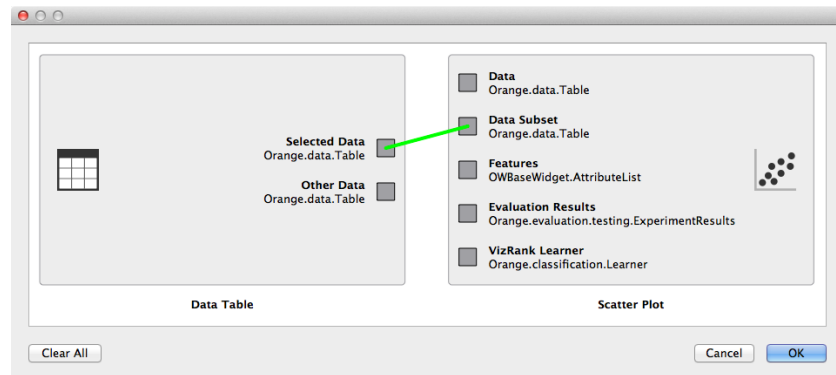 Selected Data
Orange.data.Table
Other Data
Orange.data.Table
Data Table
Data
Orange.data.Table
Data Subset
Orange.data.Table
Features
OWBaseWidget.AttributeList
Evaluation Results
Orange.evaluation.testing.ExperimentResults
VizRank Learner
Orange.classification.Learner
Scatter Plot
Clear All
Cancel
OK